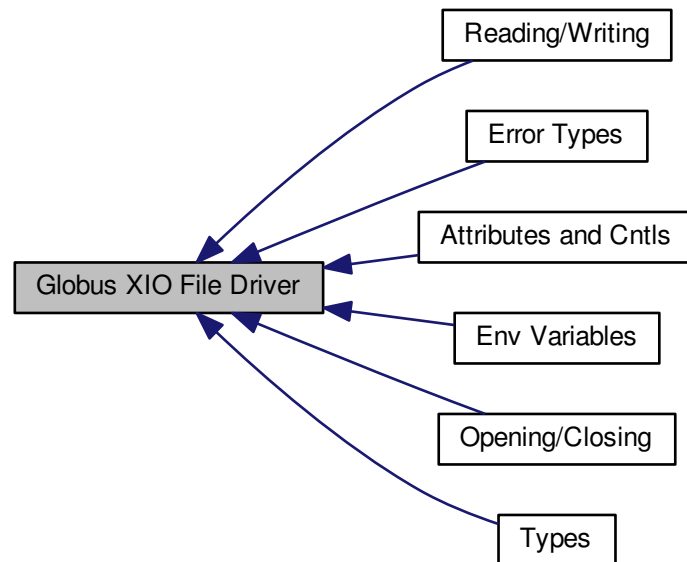 Reading/Writing
Error Types
Attributes and Cntls
Globus XIO File Driver
Env Variables
Opening/Closing
Types